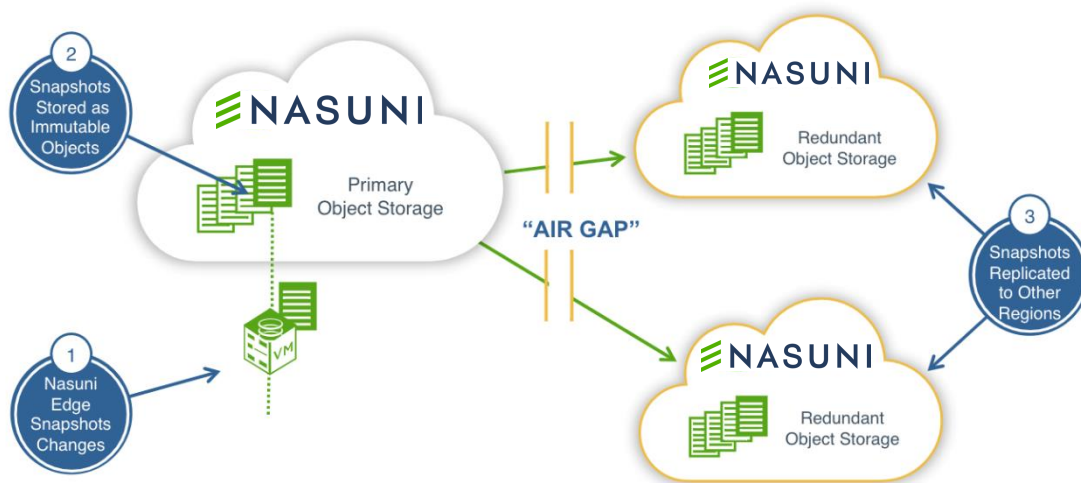 2
Snapshots
Stored as
Immutable
Objects
NASUNI
Primary
Object Storage
NASUNI
Redundant
Object Storage
"AIR GAP"
3
Snapshots
Replicated
to Other
Regions
1
Nasuni
Edge
Snapshots
Changes
VM
NASUNI
Redundant
Object Storage